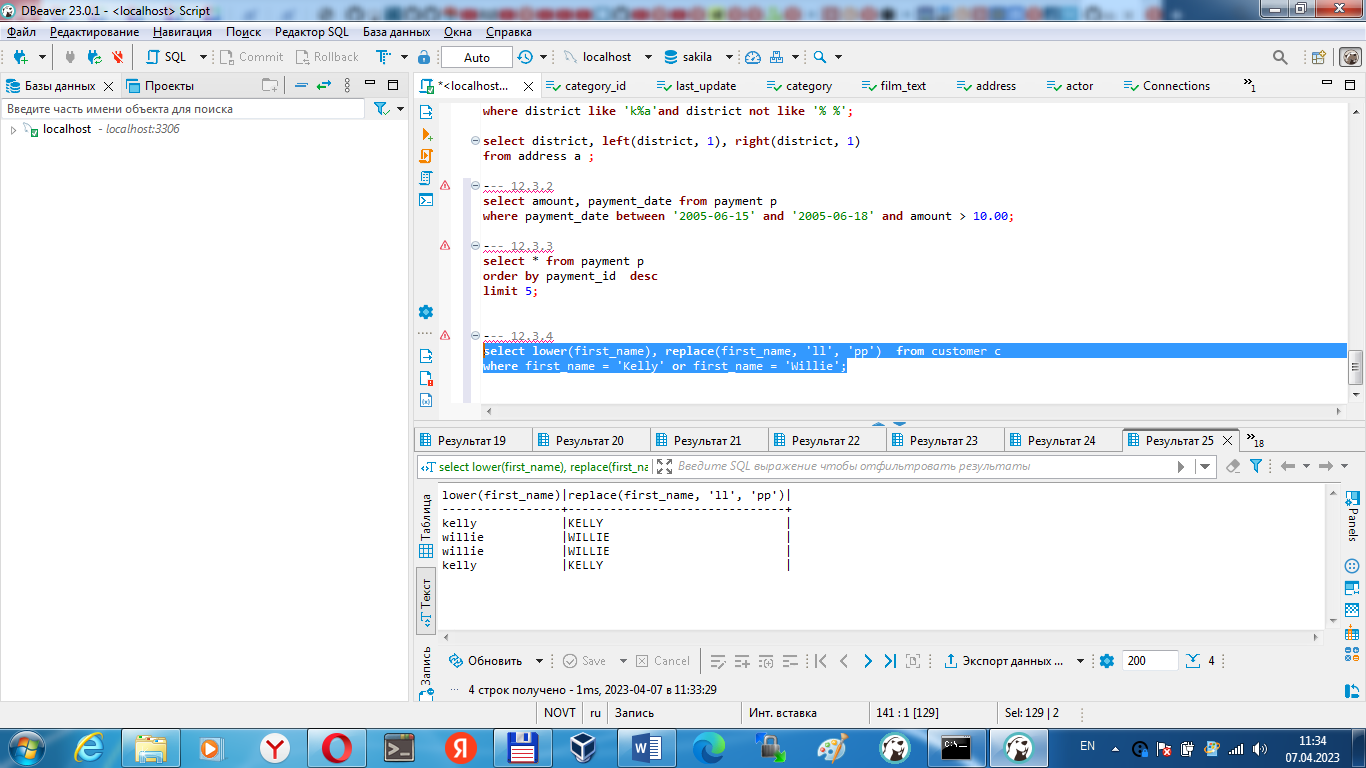 DBeaver 23.0.1 - <localhost> Script
Файл Редактирование Навигация Поиск Редактор SQL База данных Окна Справка
SQL Commit Rollback Auto localhost sakila
Базы данных Проекты
*<localhost... category_id last_update category film_text address actor Connections »1
Введите часть имени объекта для поиска
localhost - localhost:3306
where district like 'k%a'and district not like '% %';
select district, left(district, 1), right(district, 1)
from address a ;
--- 12.3.2
select amount, payment_date from payment p
where payment_date between '2005-06-15' and '2005-06-18' and amount > 10.00;
--- 12.3.3
select * from payment p
order by payment_id  desc
limit 5;
--- 12.3.4
select lower(first_name), replace(first_name, 'll', 'pp')  from customer c
where first_name = 'Kelly' or first_name = 'Willie';
Результат 19 Результат 20 Результат 21 Результат 22 Результат 23 Результат 24 Результат 25 »18
select lower(first_name), replace(first_na Введите SQL выражение чтобы отфильтровать результаты
Таблица
Текст
Запись
lower(first_name)|replace(first_name, 'll', 'pp')|
-----------------+-------------------------------+
kelly            |KELLY                          |
willie           |WILLIE                         |
willie           |WILLIE                         |
kelly            |KELLY                          |
Panels
Обновить Save Cancel Экспорт данных ... 200 4
4 строк получено - 1ms, 2023-04-07 в 11:33:29
NOVT ru Запись Инт. вставка 141 : 1 [129] Sel: 129 | 2
EN 11:34
07.04.2023